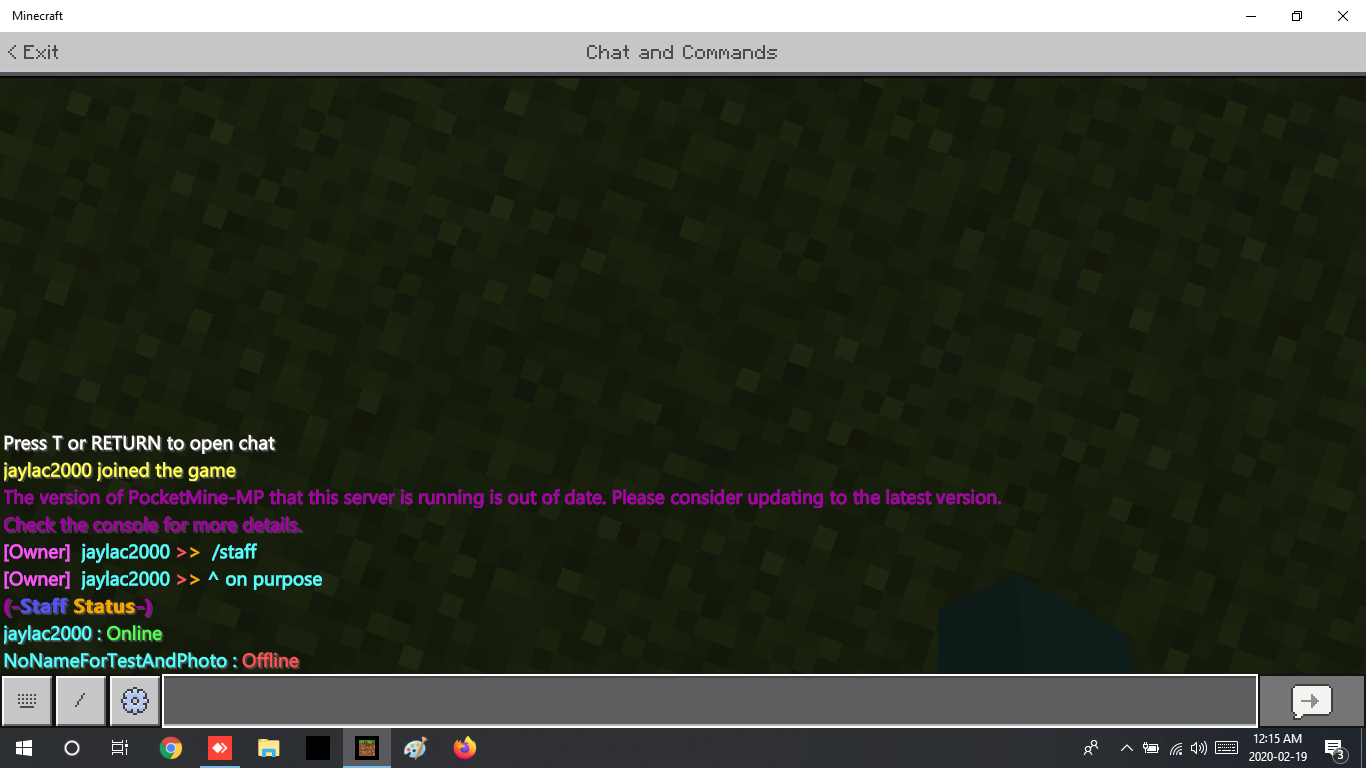 Minecraft
< Exit
Chat and Commands
Press T or RETURN to open chat
jaylac2000 joined the game
The version of PocketMine-MP that this server is running is out of date. Please consider updating to the latest version.
Check the console for more details.
[Owner] jaylac2000 >> /staff
[Owner] jaylac2000 >> ^ on purpose
(-Staff Status-)
jaylac2000 : Online
NoNameForTestAndPhoto : Offline
/
12:15 AM
2020-02-19
3